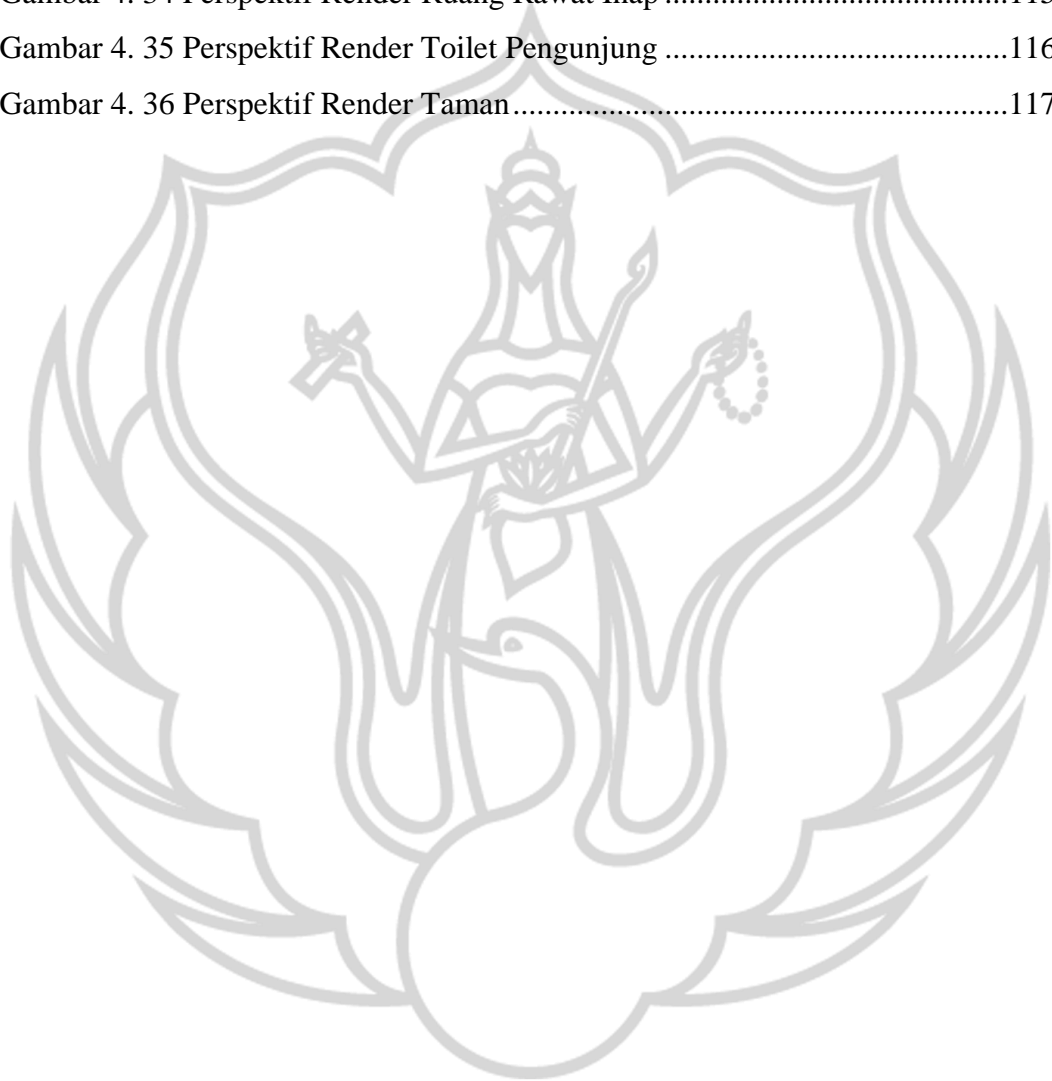 Gambar 4. 34 Perspektif Render Ruang Rawat Inap ...........................................115
Gambar 4. 35 Perspektif Render Toilet Pengunjung ...........................................116
Gambar 4. 36 Perspektif Render Taman..............................................................117